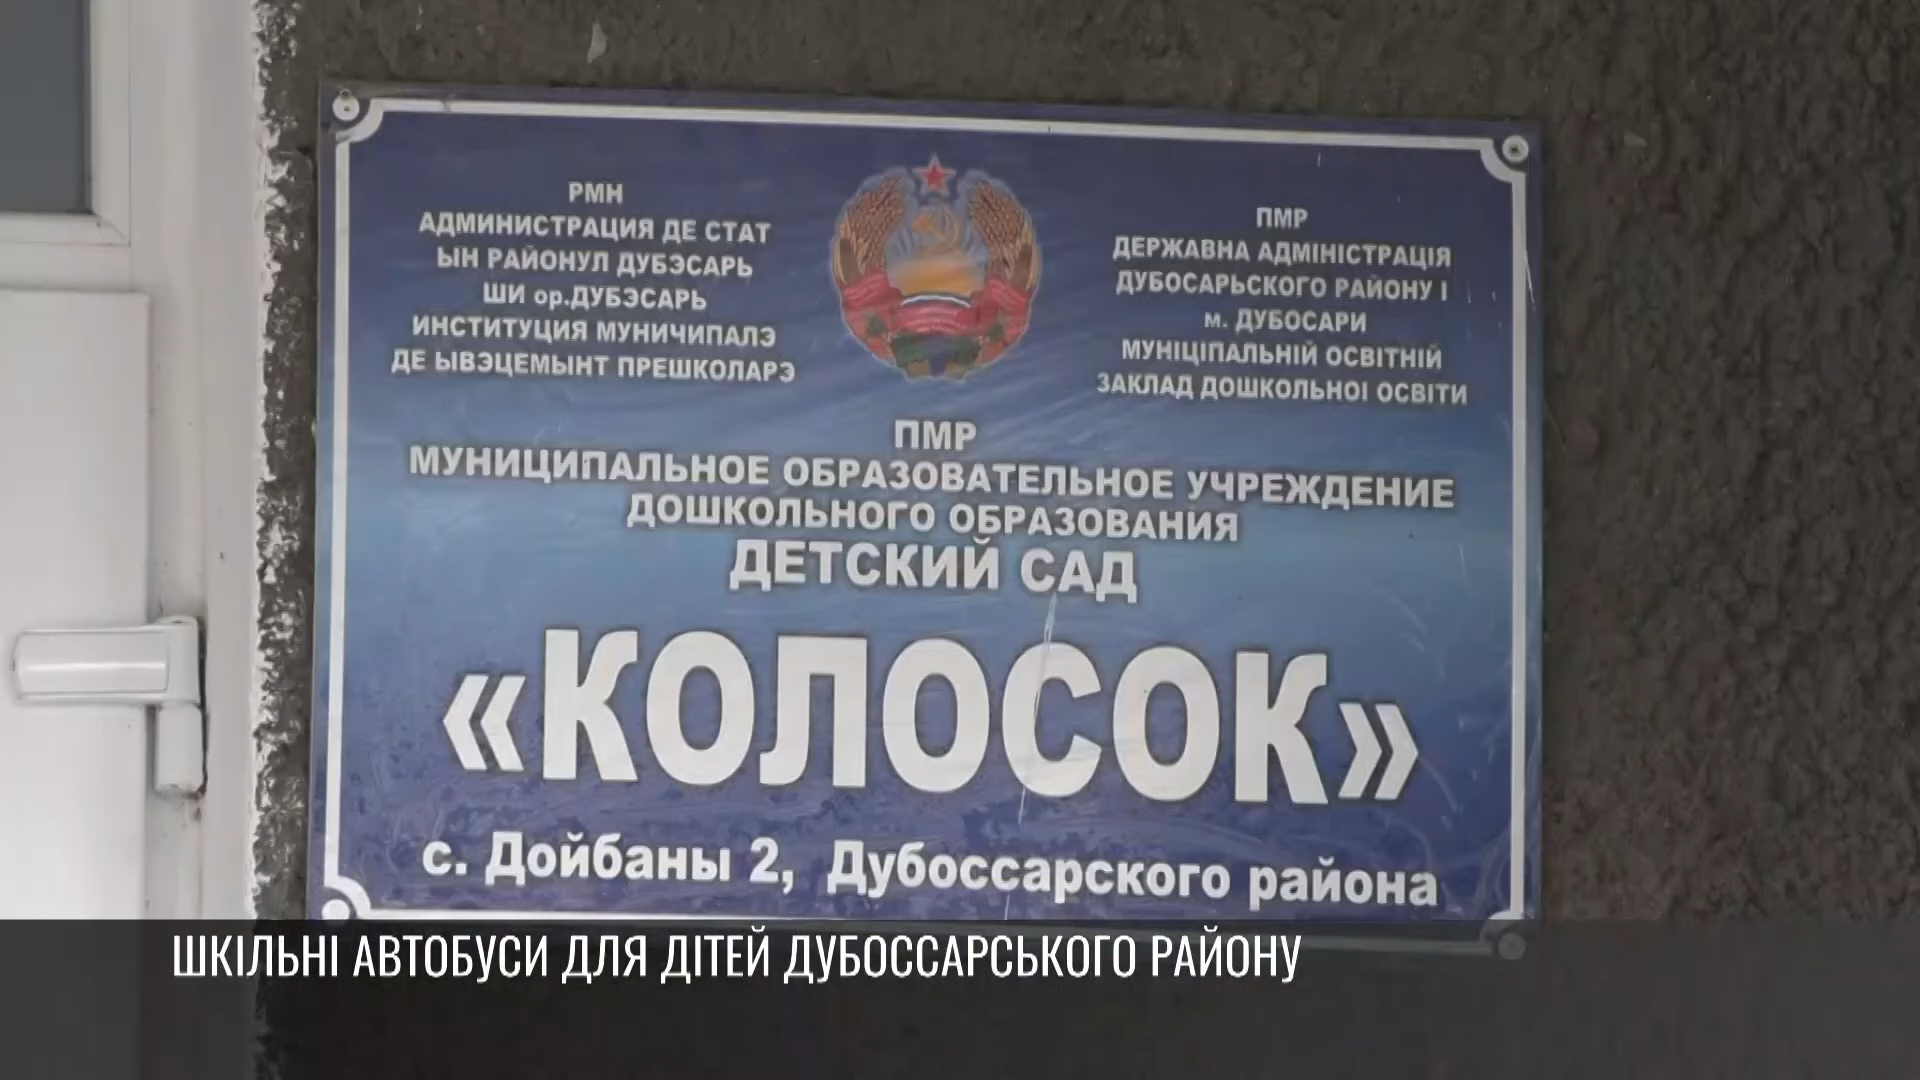 РМН
АДМИНИСТРАЦИЯ ДЕ СТАТ
ЫН РАЙОНУЛ ДУБЭСАРЬ
ШИ ор.ДУБЭСАРЬ
ИНСТИТУЦИЯ МУНИЧИПАЛЭ
ДЕ ЫВЭЦЕМЫНТ ПРЕШКОЛАРЭ
ПМР
ДЕРЖАВНА АДМІНІСТРАЦІЯ
ДУБОСАРЬСКОГО РАЙОНУ І
м. ДУБОСАРИ
МУНІЦІПАЛЬНІЙ ОСВІТНІЙ
ЗАКЛАД ДОШКОЛЬНОІ ОСВІТИ
ПМР
МУНИЦИПАЛЬНОЕ ОБРАЗОВАТЕЛЬНОЕ УЧРЕЖДЕНИЕ
ДОШКОЛЬНОГО ОБРАЗОВАНИЯ
ДЕТСКИЙ САД
«КОЛОСОК»
с. Дойбаны 2, Дубоссарского района
ШКІЛЬНІ АВТОБУСИ ДЛЯ ДІТЕЙ ДУБОССАРСЬКОГО РАЙОНУ